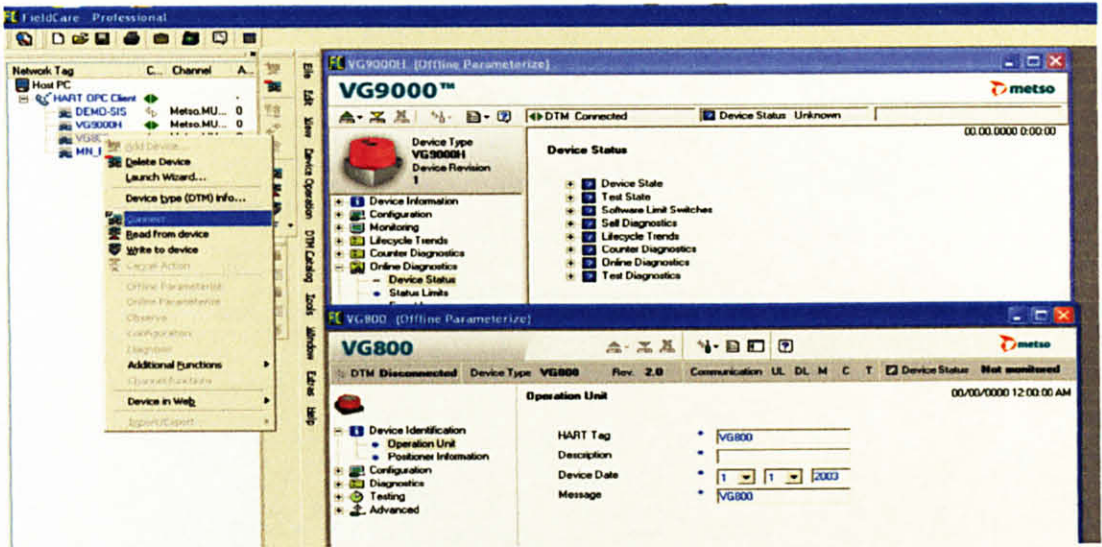 FieldCare Professional
Network Tag C... Channel A...
Host PC
HART OPC Client -
DEMO-SIS Metso.MU... 0
VG9000H Metso.MU... 0
VG80
MN_I
Add Device...
Delete Device
Launch Wizard...
Device type (DTM) Info...
Connect
Read from device
Write to device
Cancel Action
Offline Parameterize
Online Parameterize
Observe
Configuration
Diagnosis
Additional Functions
Channel Functions
Device in Web
Import/Export
File Edit View Device Operation DTM Catalog Tools Window Extras Help
VG9000H (Offline Parameterize)
VG9000™ metso
DTM Connected Device Status Unknown
00.00.0000 0:00:00
Device Type
VG9000H
Device Revision
1
Device Information
Configuration
Monitoring
Lifecycle Trends
Counter Diagnostics
Online Diagnostics
Device Status
Status Limits
Device Status
Device State
Test State
Software Limit Switches
Self Diagnostics
Lifecycle Trends
Counter Diagnostics
Online Diagnostics
Test Diagnostics
VG800 (Offline Parameterize)
VG800 metso
DTM Disconnected Device Type VG800 Rev. 2.0 Communication UL DL M C T Device Status Not monitored
Operation Unit 00/00/0000 12:00:00 AM
Device Identification
Operation Unit
Positioner Information
Configuration
Diagnostics
Testing
Advanced
HART Tag * VG800
Description *
Device Date * 1 1 2003
Message * VG800